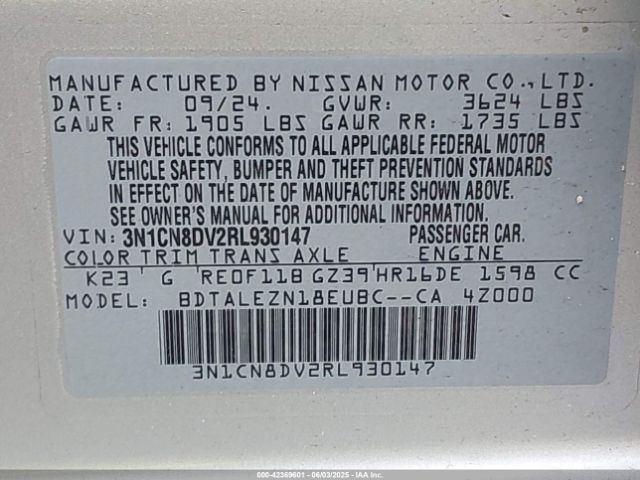 MANUFACTURED BY NISSAN MOTOR CO., LTD.
DATE: 09/24. GVWR: 3624 LBS
GAWR FR: 1905 LBS GAWR RR: 1735 LBS
THIS VEHICLE CONFORMS TO ALL APPLICABLE FEDERAL MOTOR
VEHICLE SAFETY, BUMPER AND THEFT PREVENTION STANDARDS
IN EFFECT ON THE DATE OF MANUFACTURE SHOWN ABOVE.
SEE OWNER'S MANUAL FOR ADDITIONAL INFORMATION.
VIN: 3N1CN8DV2RL930147 PASSENGER CAR.
COLOR TRIM TRANS AXLE ENGINE
K23 G RE0F11B GZ39 HR16DE 1598 CC
MODEL: BDTALEZN18EUBC--CA 4Z000
3N1CN8DV2RL930147
000-42369601 06/03/2025 IAAI.COM